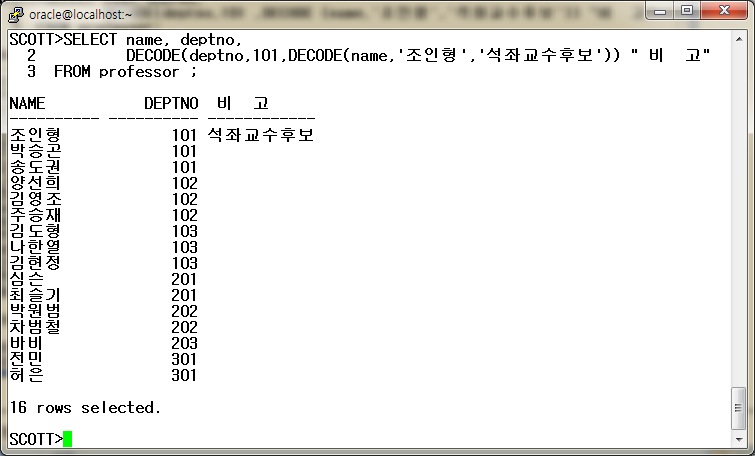 oracle@localhost:~
SCOTT>SELECT name, deptno,
  2          DECODE(deptno,101,DECODE(name,'조인형','석좌교수후보')) " 비   고"
  3  FROM professor ;
NAME           DEPTNO  비   고
---------- ---------- ------------
조인형            101 석좌교수후보
박승곤            101
송도권            101
양선희            102
김영조            102
주승재            102
김도형            103
나한열            103
김현정            103
심슨              201
최슬기            201
박원범            202
차범철            202
바비              203
전민              301
허은              301
16 rows selected.
SCOTT>